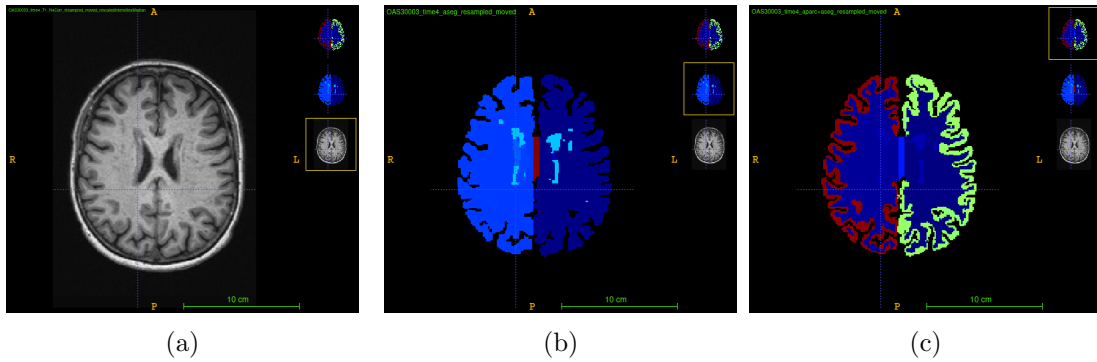 OAS30003_time4_aseg_resampled_moved
OAS30003_time4_aparc+aseg_resampled_moved
A
A
A
R
L
R
L
R
L
10 cm
10 cm
10 cm
P
P
P
(a)
(b)
(c)